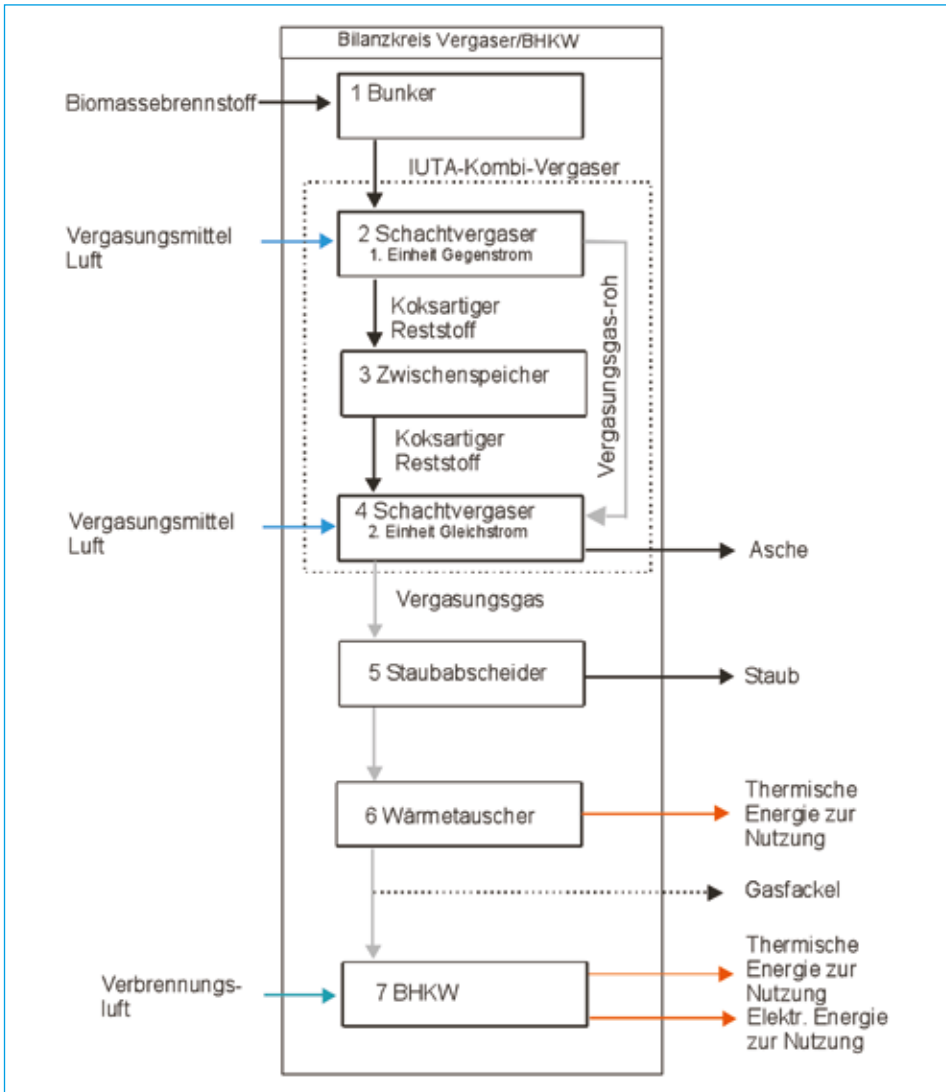 Bilanzkreis Vergaser/BHKW
Biomassebrennstoff
1 Bunker
IUTA-Kombi-Vergaser
Vergasungsmittel
Luft
2 Schachtvergaser
1. Einheit Gegenstrom
Vergasungsgas-roh
Koksartiger
Reststoff
3 Zwischenspeicher
Koksartiger
Reststoff
Vergasungsmittel
Luft
4 Schachtvergaser
2. Einheit Gleichstrom
Asche
Vergasungsgas
5 Staubabscheider
Staub
6 Wärmetauscher
Thermische
Energie zur
Nutzung
Gasfackel
Verbrennungs-
luft
7 BHKW
Thermische
Energie zur
Nutzung
Elektr. Energie
zur Nutzung